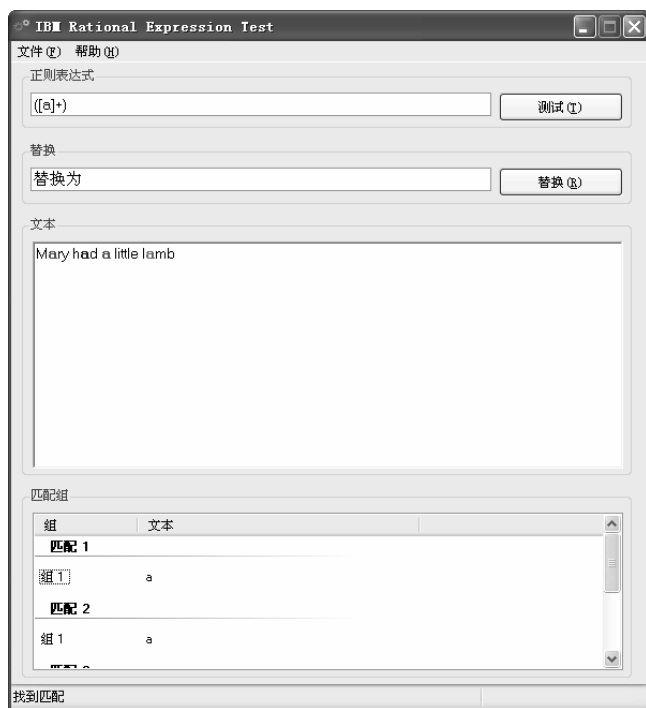 IBM Rational Expression Test
文件(F) 帮助(H)
正则表达式
([a]+)
测试(T)
替换
替换为
替换(R)
文本
Mary had a little lamb
匹配组
组 文本
匹配 1
组 1 a
匹配 2
组 1 a
找到匹配